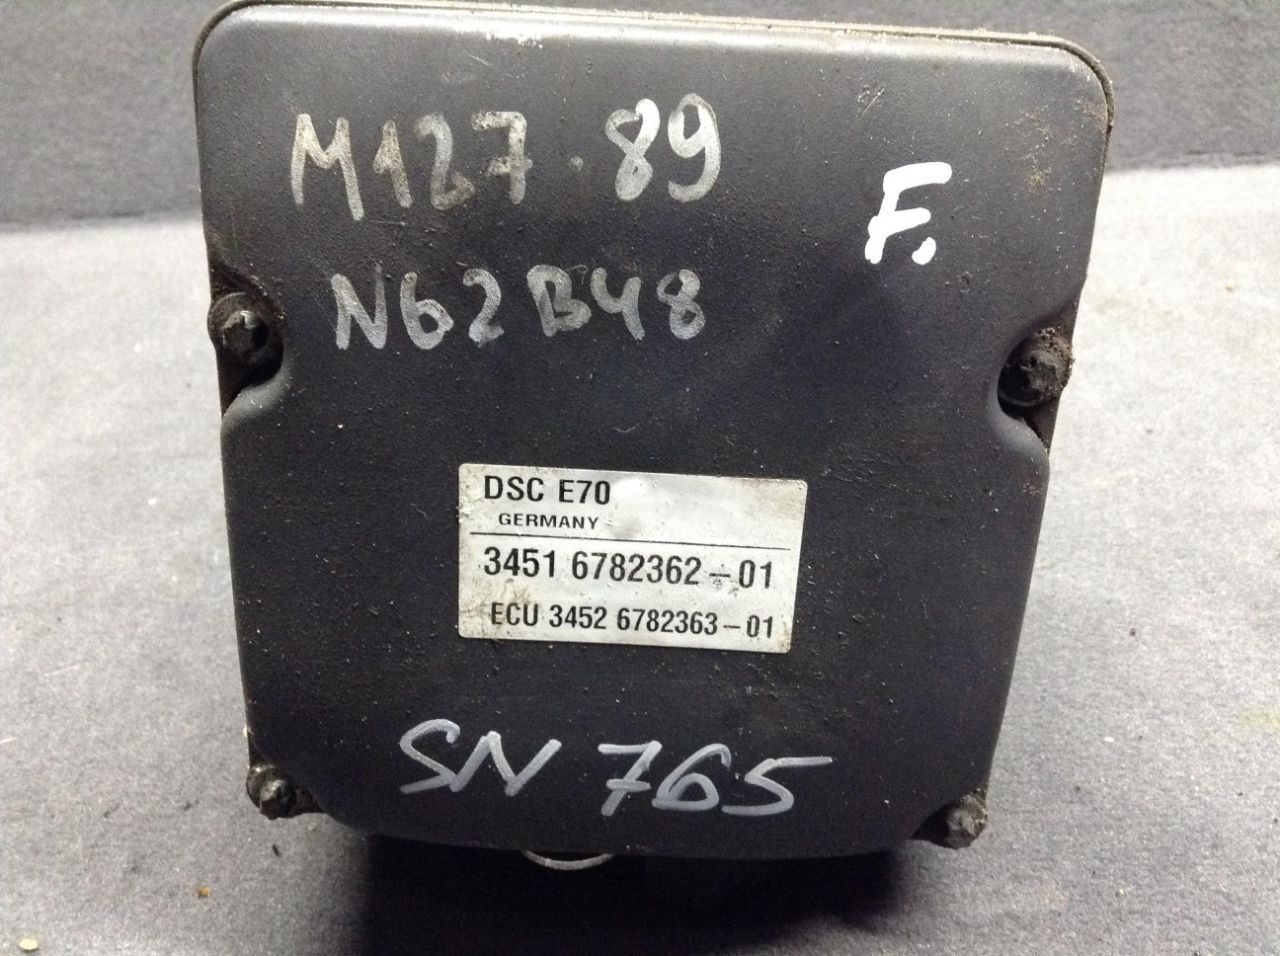 M127.89
F.
N62B48
DSC E70
GERMANY
3451 6782362-01
ECU 3452 6782363-01
SN 765